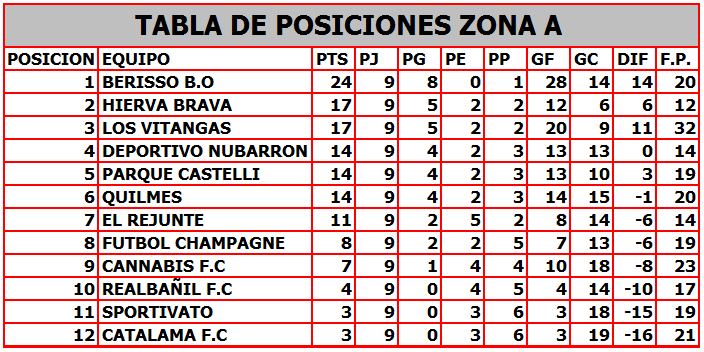 TABLA DE POSICIONES ZONA A
POSICION EQUIPO PTS PJ PG PE PP GF GC DIF F.P.
1 BERISSO B.O 24 9 8 0 1 28 14 14 20
2 HIERVA BRAVA 17 9 5 2 2 12 6 6 12
3 LOS VITANGAS 17 9 5 2 2 20 9 11 32
4 DEPORTIVO NUBARRON 14 9 4 2 3 13 13 0 14
5 PARQUE CASTELLI 14 9 4 2 3 13 10 3 19
6 QUILMES 14 9 4 2 3 14 15 -1 20
7 EL REJUNTE 11 9 2 5 2 8 14 -6 14
8 FUTBOL CHAMPAGNE 8 9 2 2 5 7 13 -6 19
9 CANNABIS F.C 7 9 1 4 4 10 18 -8 23
10 REALBAÑIL F.C 4 9 0 4 5 4 14 -10 17
11 SPORTIVATO 3 9 0 3 6 3 18 -15 19
12 CATALAMA F.C 3 9 0 3 6 3 19 -16 21